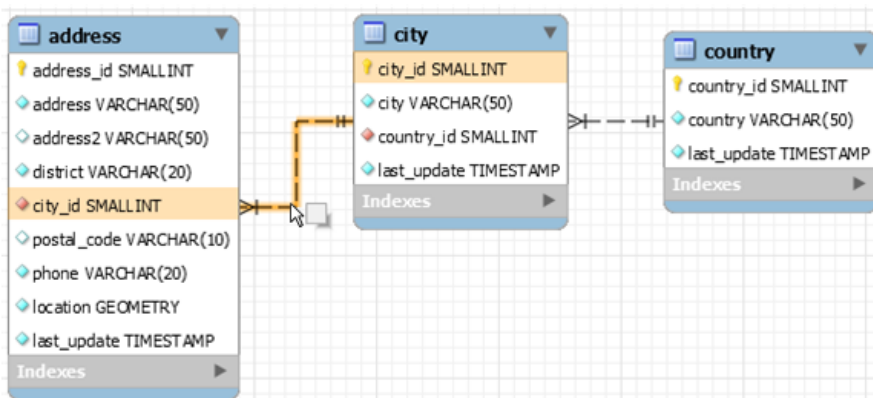 address
address_id SMALLINT
address VARCHAR(50)
address2 VARCHAR(50)
district VARCHAR(20)
city_id SMALLINT
postal_code VARCHAR(10)
phone VARCHAR(20)
location GEOMETRY
last_update TIMESTAMP
Indexes
city
city_id SMALLINT
city VARCHAR(50)
country_id SMALLINT
last_update TIMESTAMP
Indexes
country
country_id SMALLINT
country VARCHAR(50)
last_update TIMESTAMP
Indexes